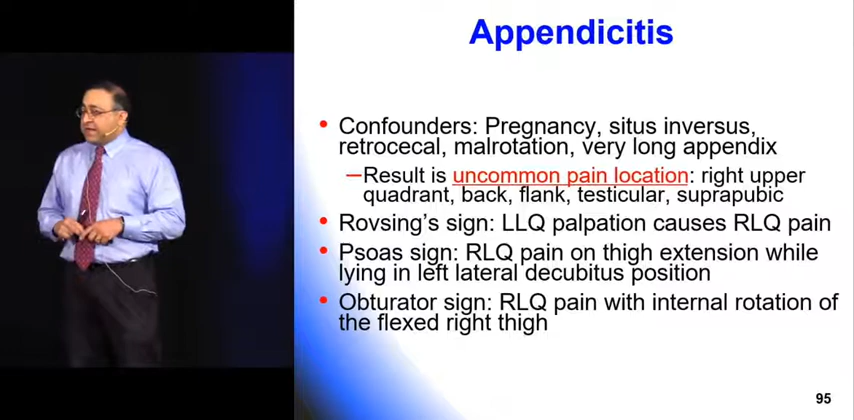 Appendicitis
• Confounders: Pregnancy, situs inversus,
retrocecal, malrotation, very long appendix
–Result is uncommon pain location: right upper
quadrant, back, flank, testicular, suprapubic
• Rovsing's sign: LLQ palpation causes RLQ pain
• Psoas sign: RLQ pain on thigh extension while
lying in left lateral decubitus position
• Obturator sign: RLQ pain with internal rotation of
the flexed right thigh
95